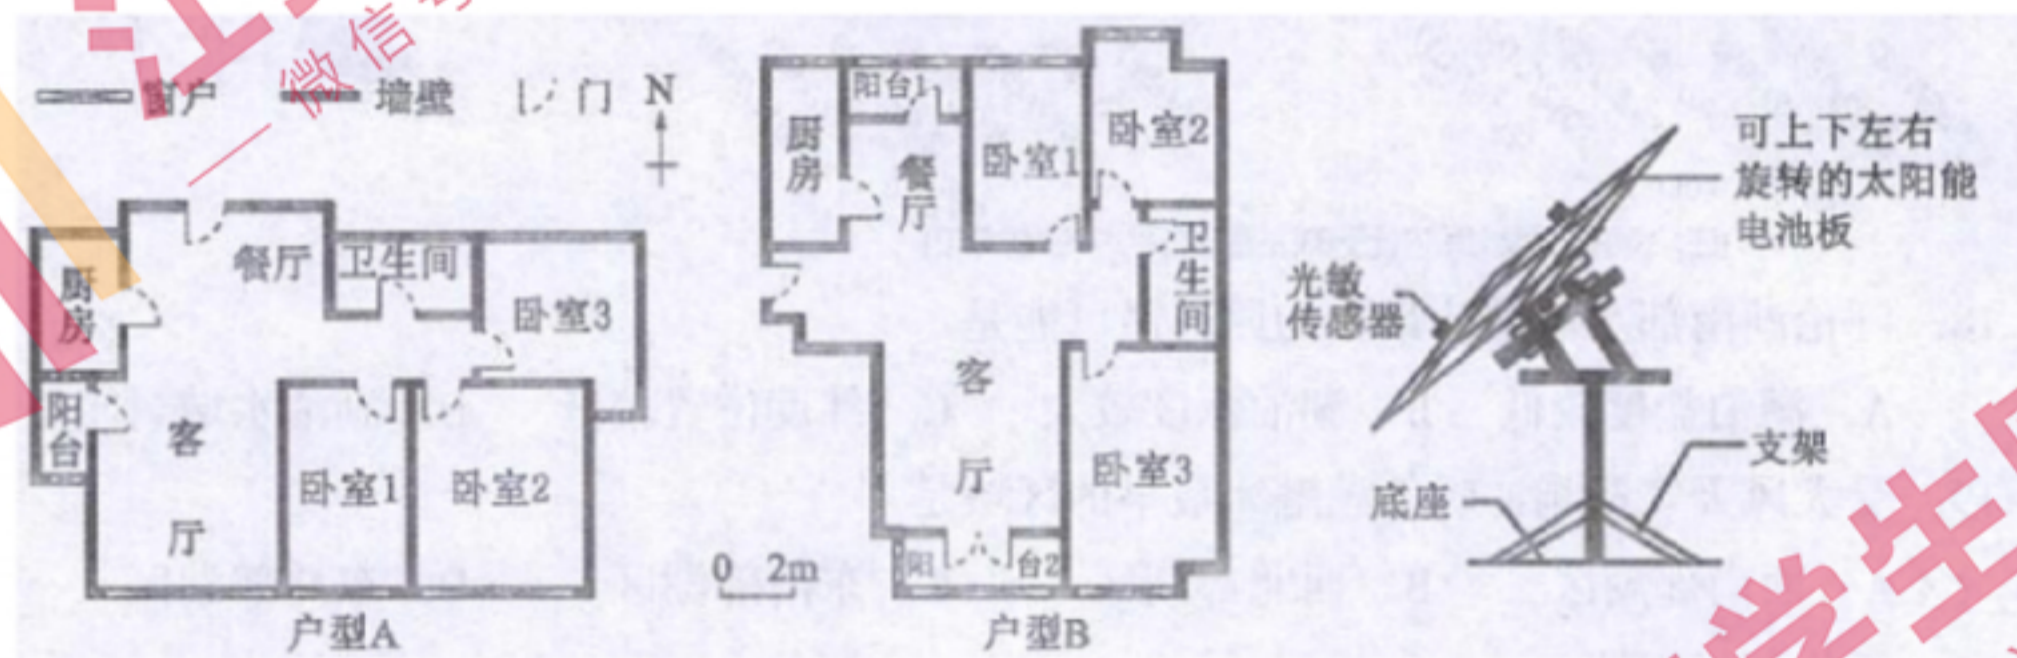 窗户
墙壁
门
N
厨房
餐厅
卫生间
卧室3
阳台
客厅
卧室1
卧室2
户型A
0 2m
厨房
阳台1
餐厅
卧室1
卧室2
卫生间
客厅
卧室3
阳台2
户型B
可上下左右
旋转的太阳能
电池板
光敏
传感器
支架
底座
微信
学生